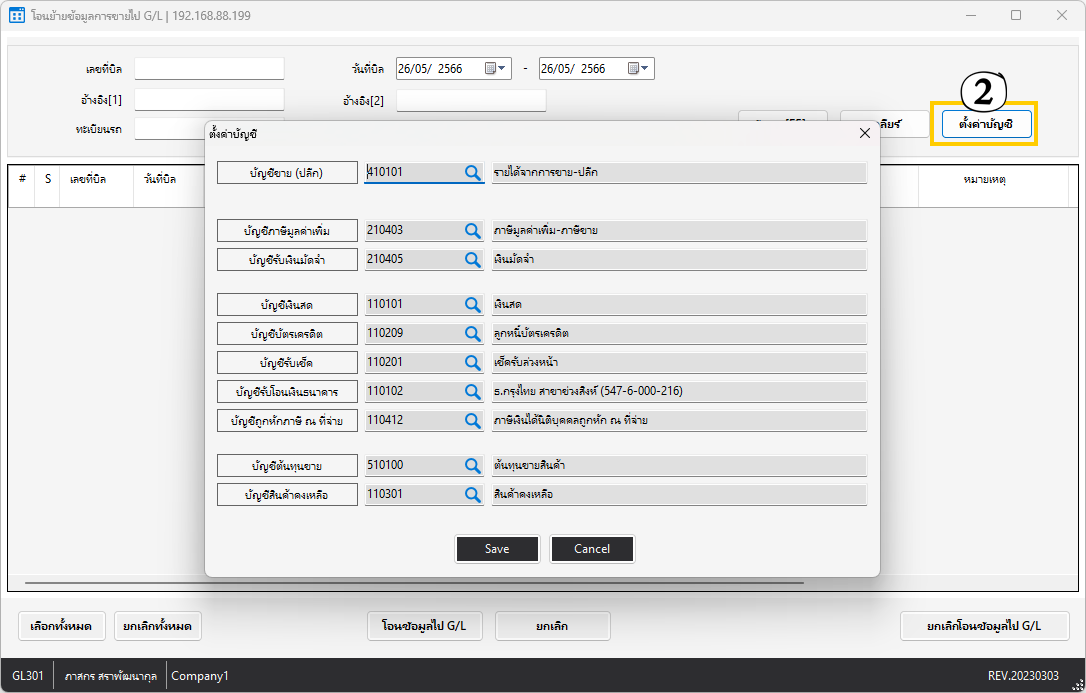 โอนย้ายข้อมูลการขายไป G/L | 192.168.88.199
เลขที่บิล
วันที่บิล 26/05/ 2566 - 26/05/ 2566
อ้างอิง[1]
อ้างอิง[2]
2
ทะเบียนรถ
ตั้งค่าบัญชี
# S เลขที่บิล วันที่บิล หมายเหตุ
ตั้งค่าบัญชี
บัญชีขาย (ปลีก) 410101 รายได้จากการขาย-ปลีก
บัญชีภาษีมูลค่าเพิ่ม 210403 ภาษีมูลค่าเพิ่ม-ภาษีขาย
บัญชีรับเงินมัดจำ 210405 เงินมัดจำ
บัญชีเงินสด 110101 เงินสด
บัญชีบัตรเครดิต 110209 ลูกหนี้บัตรเครดิต
บัญชีรับเช็ค 110201 เช็ครับล่วงหน้า
บัญชีรับโอนเงินธนาคาร 110102 ธ.กรุงไทย สาขาช่วงสิงห์ (547-6-000-216)
บัญชีถูกหักภาษี ณ ที่จ่าย 110412 ภาษีเงินได้นิติบุคคลถูกหัก ณ ที่จ่าย
บัญชีต้นทุนขาย 510100 ต้นทุนขายสินค้า
บัญชีสินค้าคงเหลือ 110301 สินค้าคงเหลือ
Save Cancel
เลือกทั้งหมด ยกเลิกทั้งหมด โอนข้อมูลไป G/L ยกเลิก ยกเลิกโอนข้อมูลไป G/L
GL301 ภาสกร สราพัฒนากุล Company1 REV.20230303